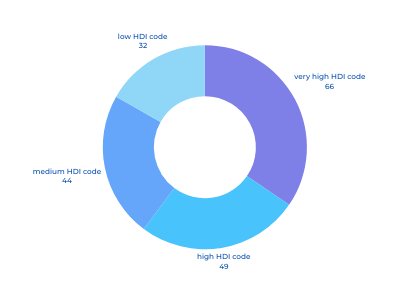 low HDI code
32
very high HDI code
66
medium HDI code
44
high HDI code
49